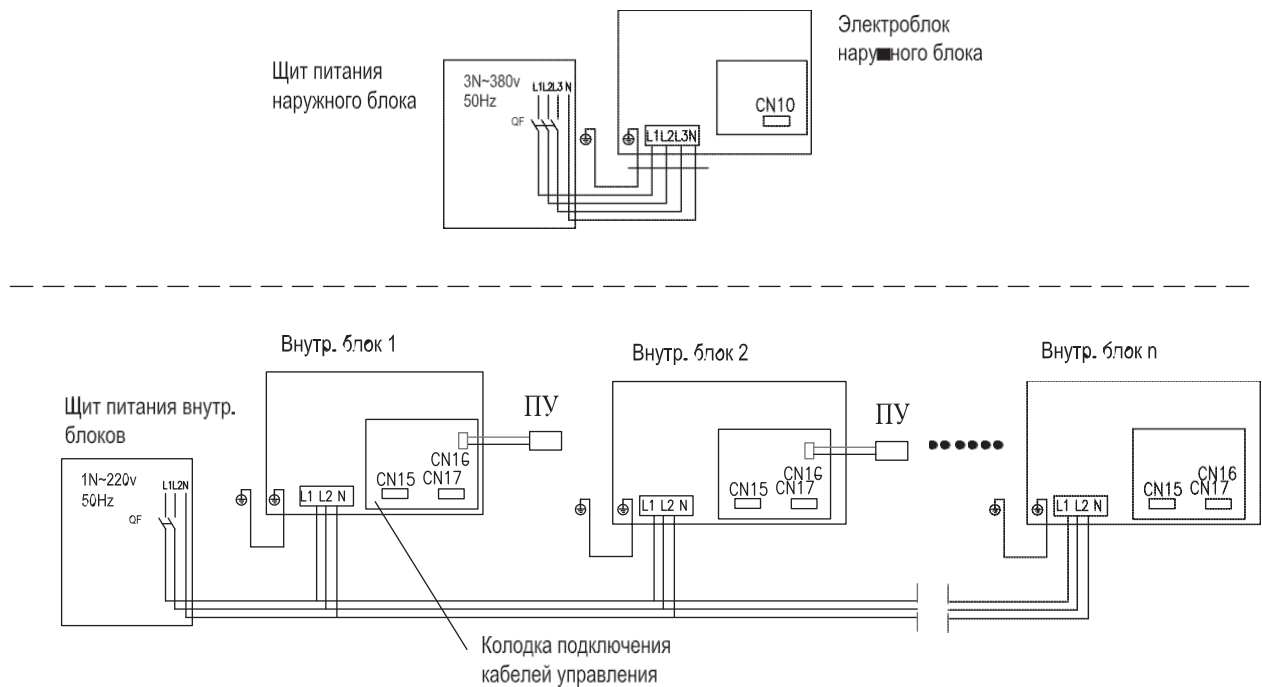 Электроблок
нару■ного блока
Щит питания
наружного блока
3N~380v
50Hz
L1L2L3 N
QF
CN10
L1L2L3N
Внутр. блок 1
Внутр. блок 2
Внутр. блок n
Щит питания внутр.
блоков
1N~220v
50Hz
L1L2N
QF
ПУ
CN16
CN15 CN17
L1 L2 N
ПУ
CN16
CN15 CN17
L1 L2 N
CN16
CN15 CN17
L1 L2 N
Колодка подключения
кабелей управления